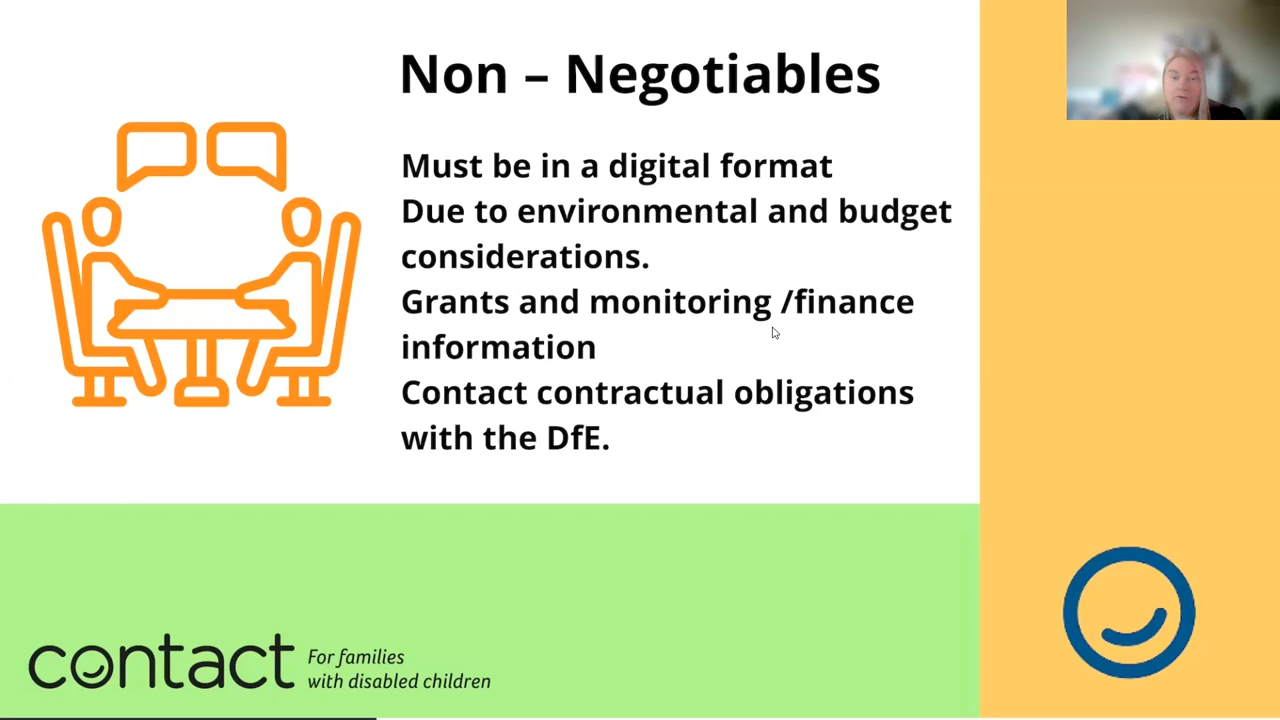 Non – Negotiables
Must be in a digital format
Due to environmental and budget
considerations.
Grants and monitoring /finance
information
Contact contractual obligations
with the DfE.
contact
For families
with disabled children